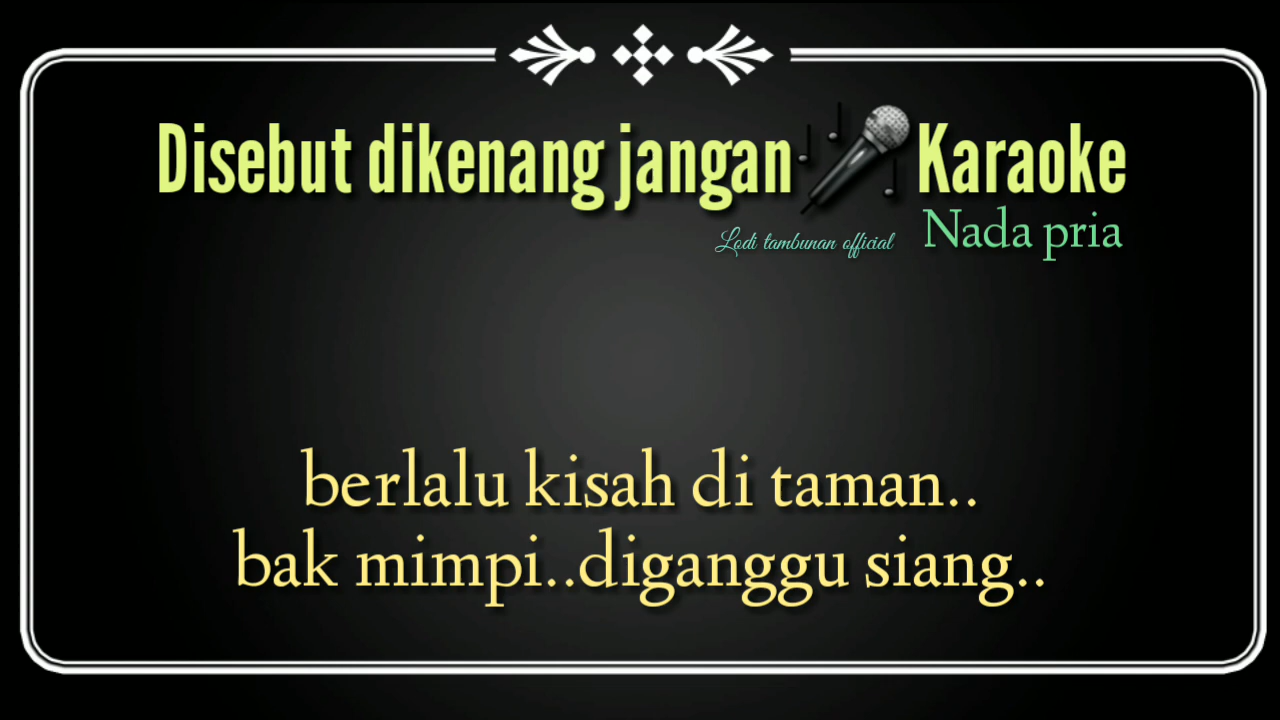 Disebut dikenang jangan Karaoke
Lodi tambunan official Nada pria
berlalu kisah di taman..
bak mimpi..diganggu siang..